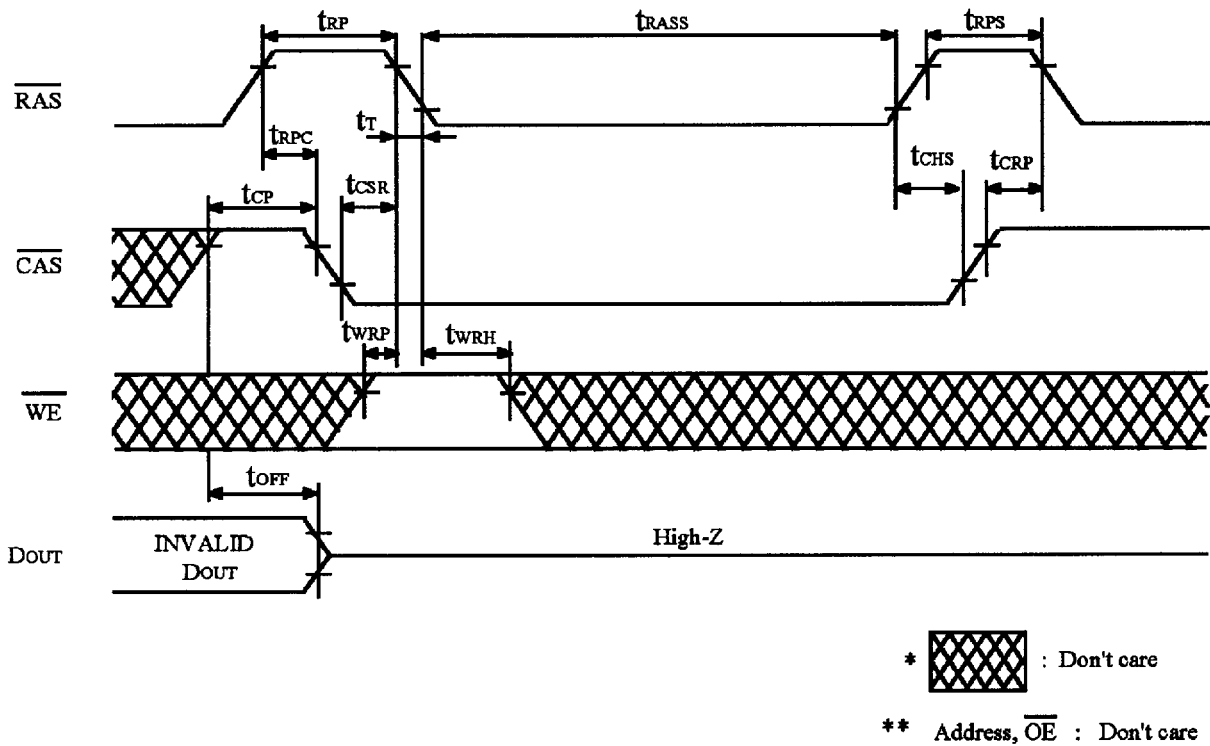 tRP
tRASS
tRPS
RAS
tT
tRPC
tCHS
tCRP
tCSR
tCP
CAS
tWRP
tWRH
WE
tOFF
High-Z
INVALID
DOUT
DOUT
* : Don't care
** Address, OE : Don't care